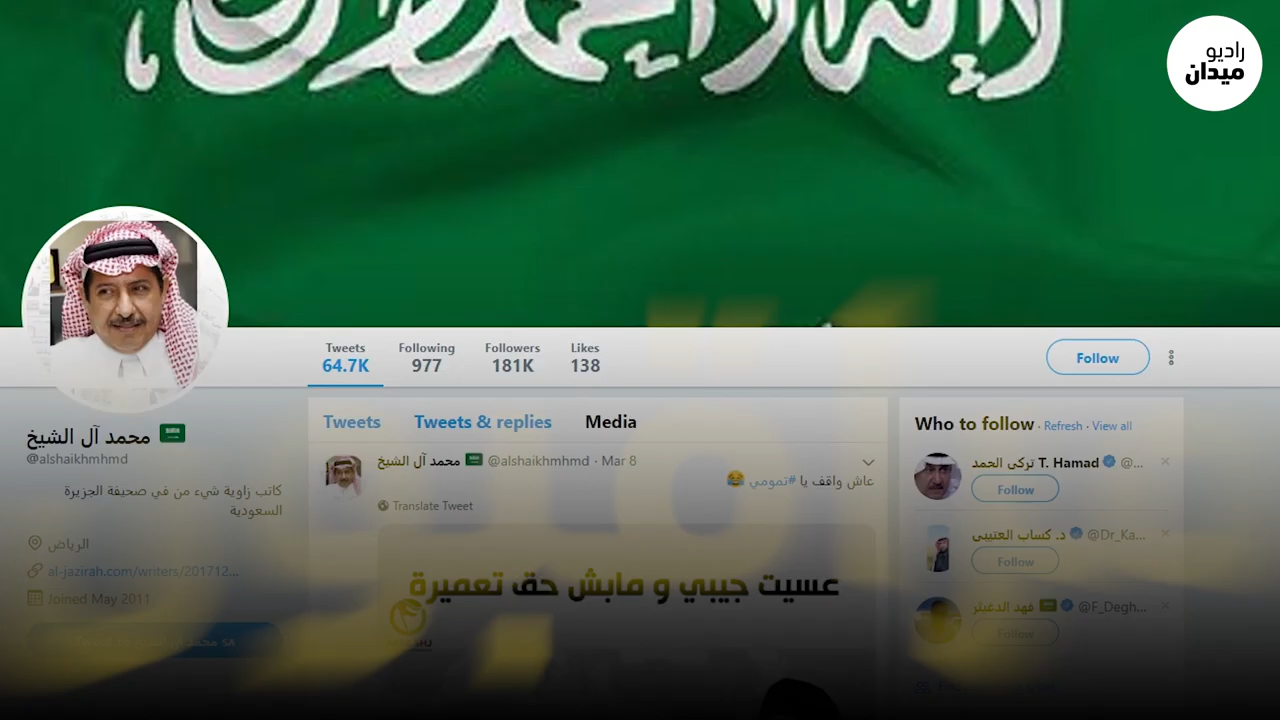 راديو
ميدان
Tweets
64.7K
Following
977
Followers
181K
Likes
138
Follow
محمد آل الشيخ
@alshaikhmhmd
كاتب زاوية شيء من في صحيفة الجزيرة
السعودية
الرياض
al-jazirah.com/writers/201712...
Joined May 2011
Tweets Tweets & replies Media
محمد آل الشيخ @alshaikhmhmd · Mar 8
عاش واقف يا #تمومي 😂
Translate Tweet
عسيت جيبي و مابش حق تعميرة
Who to follow · Refresh · View all
تركي الحمد T. Hamad @...
Follow
د. كساب العتيبي @Dr_Ka...
Follow
فهد الدغيثر @F_Degh...
Follow